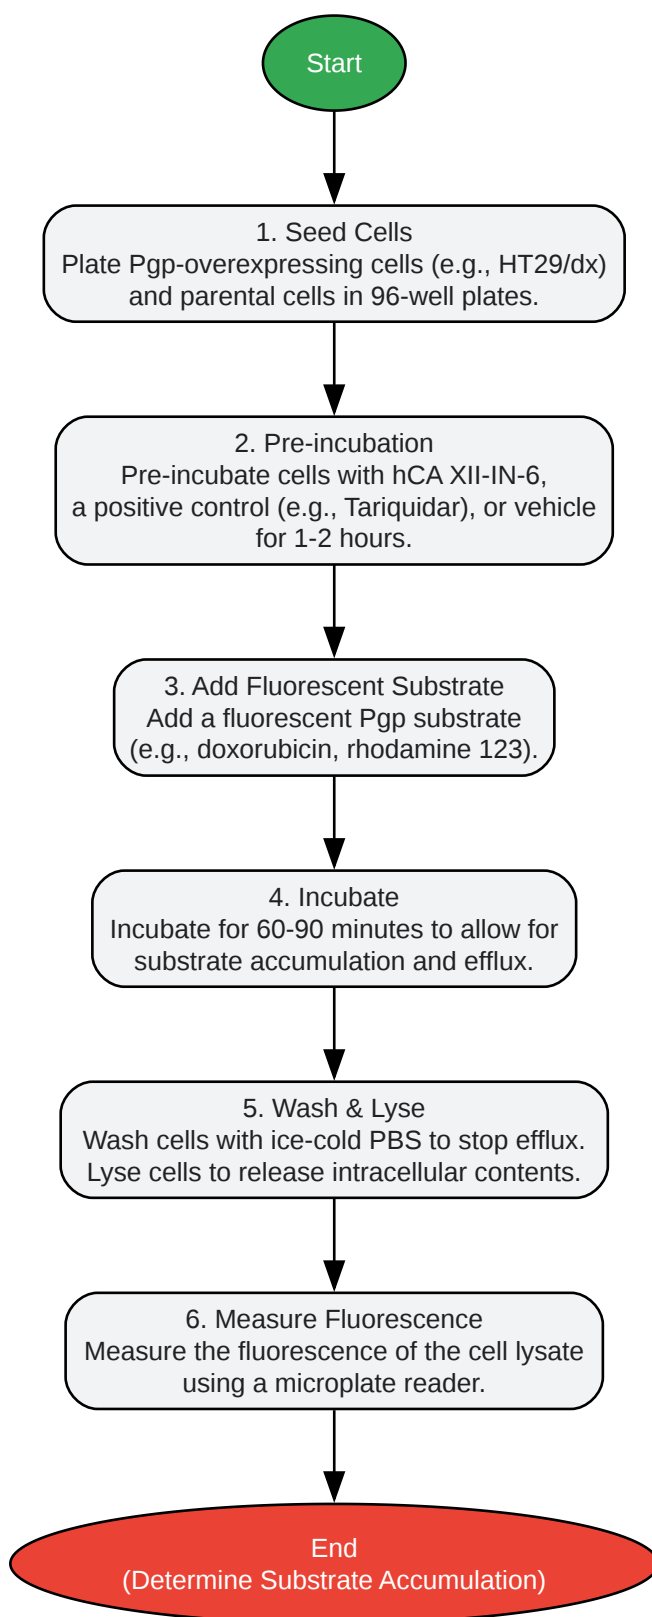 Start
1. Seed Cells
Plate Pgp-overexpressing cells (e.g., HT29/dx)
and parental cells in 96-well plates.
2. Pre-incubation
Pre-incubate cells with hCA XII-IN-6,
a positive control (e.g., Tariquidar), or vehicle
for 1-2 hours.
3. Add Fluorescent Substrate
Add a fluorescent Pgp substrate
(e.g., doxorubicin, rhodamine 123).
4. Incubate
Incubate for 60-90 minutes to allow for
substrate accumulation and efflux.
5. Wash & Lyse
Wash cells with ice-cold PBS to stop efflux.
Lyse cells to release intracellular contents.
6. Measure Fluorescence
Measure the fluorescence of the cell lysate
using a microplate reader.
End
(Determine Substrate Accumulation)